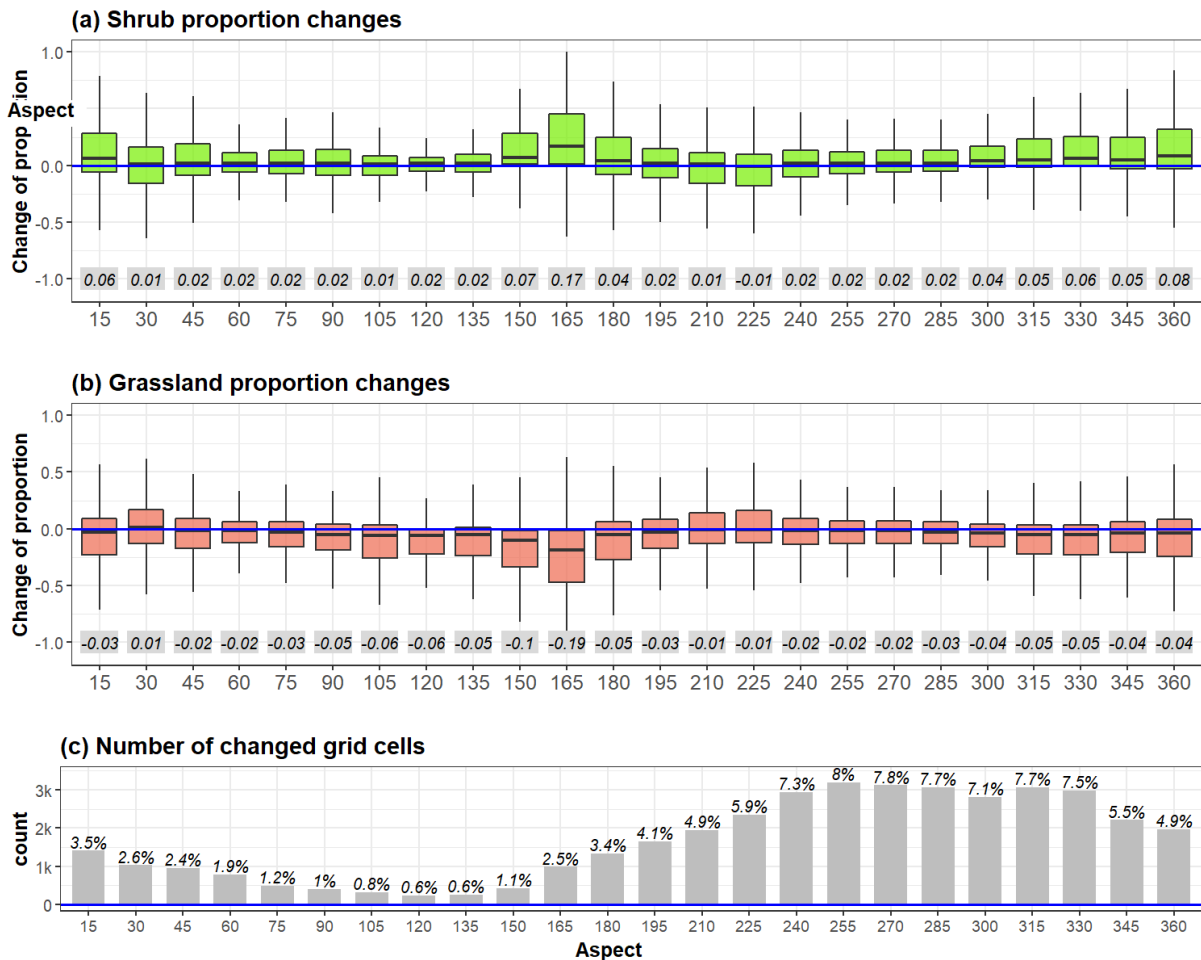 (a) Shrub proportion changes
1.0
0.5
0.0
-0.5
-1.0
Change of prop tion
Aspect
0.06 0.01 0.02 0.02 0.02 0.02 0.01 0.02 0.02 0.07 0.17 0.04 0.02 0.01 -0.01 0.02 0.02 0.02 0.02 0.04 0.05 0.06 0.05 0.08
15 30 45 60 75 90 105 120 135 150 165 180 195 210 225 240 255 270 285 300 315 330 345 360
(b) Grassland proportion changes
1.0
0.5
0.0
-0.5
-1.0
Change of proportion
-0.03 0.01 -0.02 -0.02 -0.03 -0.05 -0.06 -0.06 -0.05 -0.1 -0.19 -0.05 -0.03 -0.01 -0.01 -0.02 -0.02 -0.02 -0.03 -0.04 -0.05 -0.05 -0.04 -0.04
15 30 45 60 75 90 105 120 135 150 165 180 195 210 225 240 255 270 285 300 315 330 345 360
(c) Number of changed grid cells
3k
2k
1k
0
count
3.5% 2.6% 2.4% 1.9% 1.2% 1% 0.8% 0.6% 0.6% 1.1% 2.5% 3.4% 4.1% 4.9% 5.9% 7.3% 8% 7.8% 7.7% 7.1% 7.7% 7.5% 5.5% 4.9%
15 30 45 60 75 90 105 120 135 150 165 180 195 210 225 240 255 270 285 300 315 330 345 360
Aspect